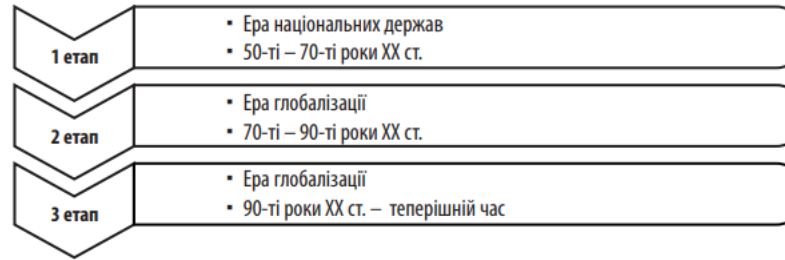 1 етап
▪ Ера національних держав
▪ 50-ті – 70-ті роки ХХ ст.
2 етап
▪ Ера глобалізації
▪ 70-ті – 90-ті роки ХХ ст.
3 етап
▪ Ера глобалізації
▪ 90-ті роки ХХ ст. – теперішній час